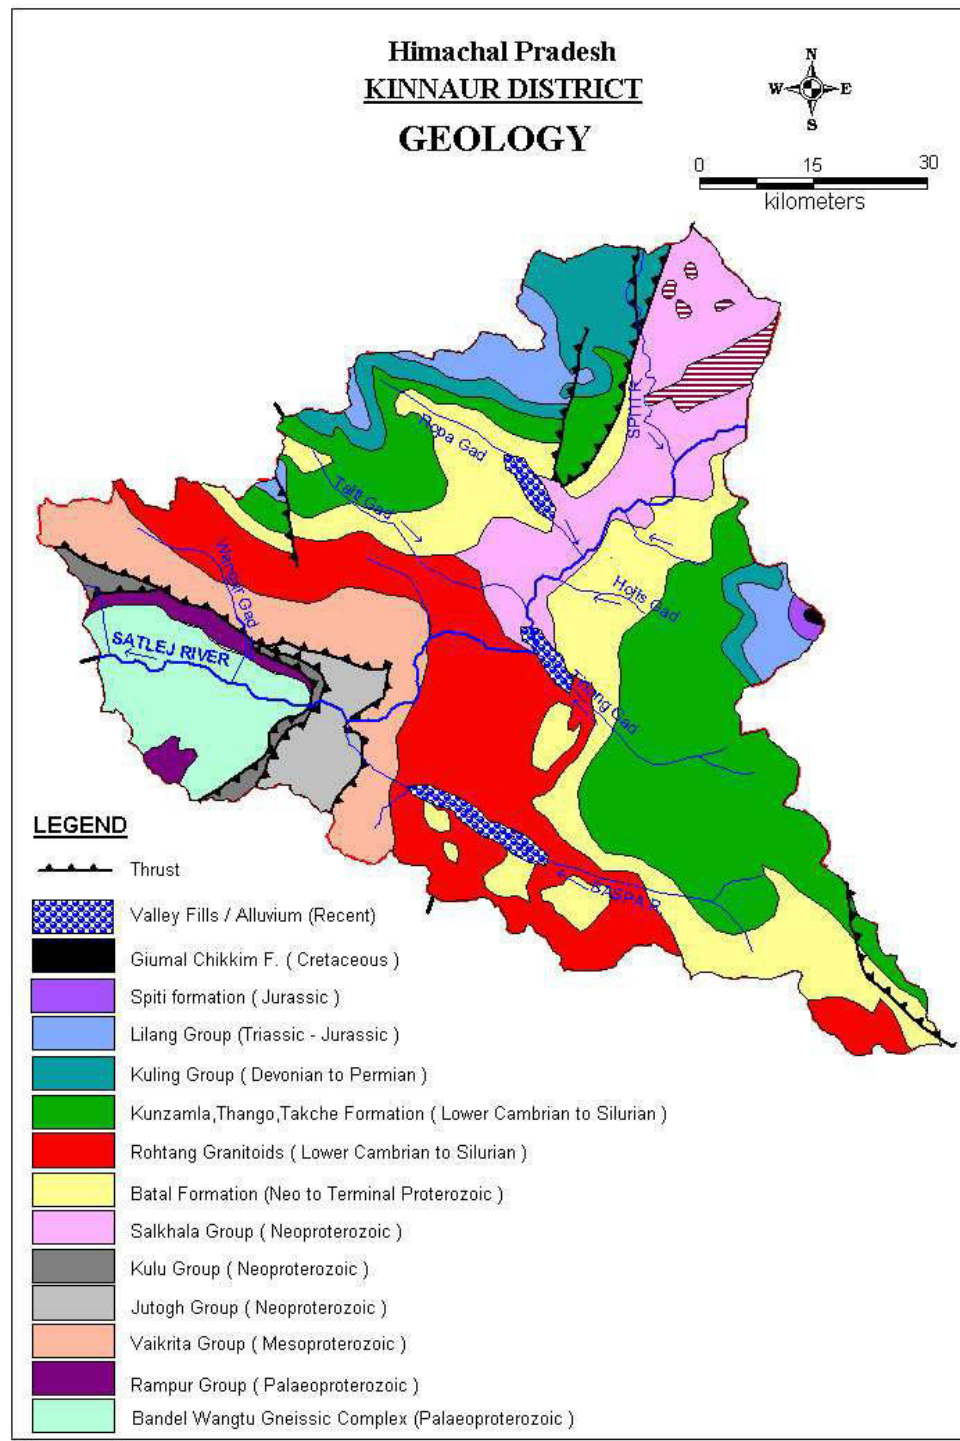 Himachal Pradesh
KINNAUR DISTRICT
GEOLOGY
N
W E
S
0 15 30
kilometers
SPITI R.
Ropa Gad
Taiti Gad
Wangar Gad
Hojis Gad
SATLEJ RIVER
Tirung Gad
BASPA R.
LEGEND
Thrust
Valley Fills / Alluvium (Recent)
Giumal Chikkim F. ( Cretaceous )
Spiti formation ( Jurassic )
Lilang Group (Triassic - Jurassic )
Kuling Group ( Devonian to Permian )
Kunzamla,Thango,Takche Formation ( Lower Cambrian to Silurian )
Rohtang Granitoids ( Lower Cambrian to Silurian )
Batal Formation (Neo to Terminal Proterozoic )
Salkhala Group ( Neoproterozoic )
Kulu Group ( Neoproterozoic )
Jutogh Group ( Neoproterozoic )
Vaikrita Group ( Mesoproterozoic )
Rampur Group ( Palaeoproterozoic )
Bandel Wangtu Gneissic Complex (Palaeoproterozoic )